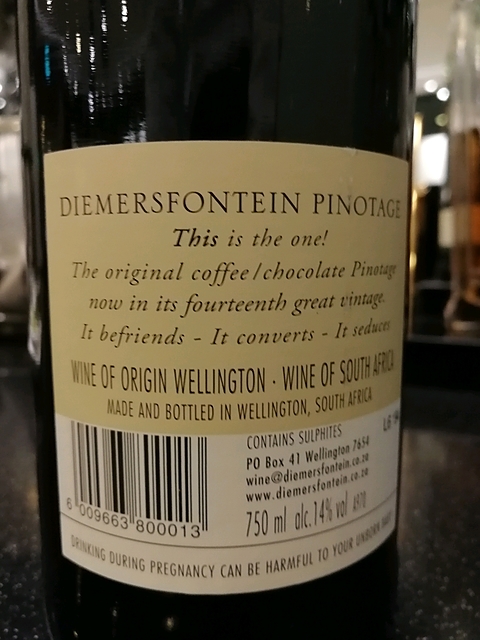 DIEMERSFONTEIN PINOTAGE
This is the one!
The original coffee/chocolate Pinotage
now in its fourteenth great vintage.
It befriends - It converts - It seduces
WINE OF ORIGIN WELLINGTON · WINE OF SOUTH AFRICA
MADE AND BOTTLED IN WELLINGTON, SOUTH AFRICA
CONTAINS SULPHITES
PO Box 41 Wellington 7654
wine@diemersfontein.co.za
www.diemersfontein.co.za
750 ml alc.14% vol A970
6 009663 800013
DRINKING DURING PREGNANCY CAN BE HARMFUL TO YOUR UNBORN BABY